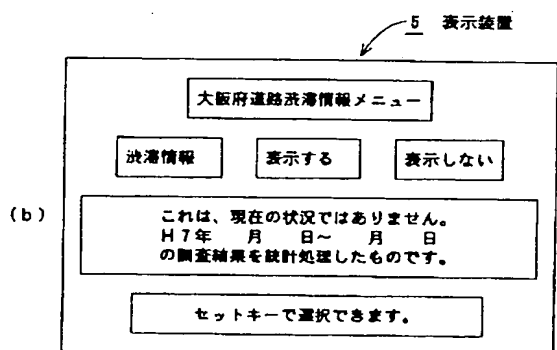 5 表示装置
大阪府道路渋滞情報メニュー
渋滞情報 表示する 表示しない
(b)
これは、現在の状況ではありません。
H7年 月 日~ 月 日
の調査結果を統計処理したものです。
セットキーで選択できます。